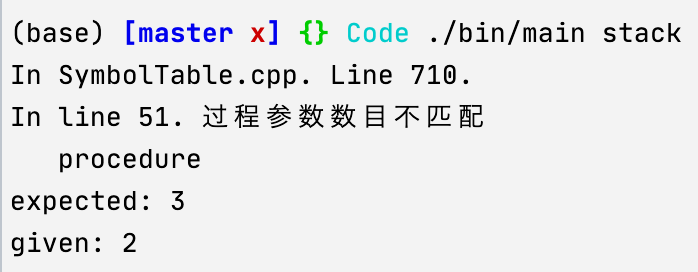 (base) [master x] {} Code ./bin/main stack
In SymbolTable.cpp. Line 710.
In line 51. 过程参数数目不匹配
   procedure
expected: 3
given: 2